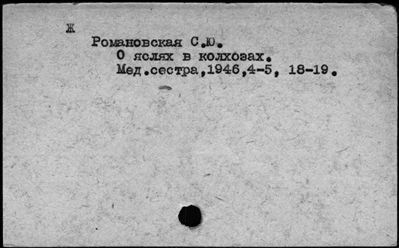 Ж
Романовская С.Ю.
О яслях в колхозах.
Мед.сестра,1946,4-5, 18-19.